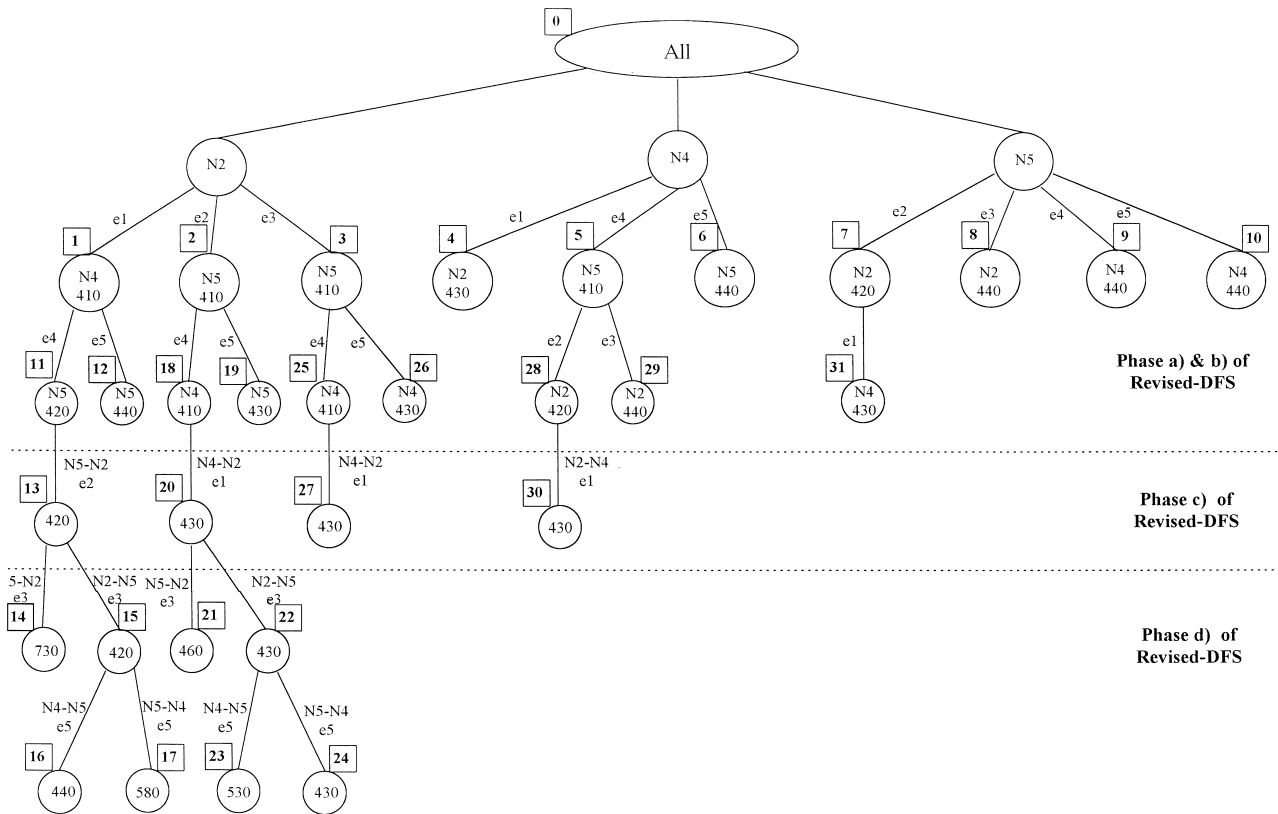 0
All
N2
N4
N5
e1
e2
e3
e1
e4
e5
e2
e3
e4
e5
1
2
3
4
5
6
7
8
9
10
N4
410
N5
410
N5
410
N2
430
N5
410
N5
440
N2
420
N2
440
N4
440
N4
440
e4
e5
e4
e5
e4
e5
e2
e3
e1
11
12
18
19
25
26
28
29
31
N5
420
N5
440
N4
410
N5
430
N4
410
N4
430
N2
420
N2
440
N4
430
Phase a) & b) of
Revised-DFS
N5-N2
e2
N4-N2
e1
N4-N2
e1
N2-N4
e1
13
20
27
30
420
430
430
430
Phase c) of
Revised-DFS
5-N2
e3
N2-N5
e3
N5-N2
e3
N2-N5
e3
14
15
21
22
730
420
460
430
Phase d) of
Revised-DFS
N4-N5
e5
N5-N4
e5
N4-N5
e5
N5-N4
e5
16
17
23
24
440
580
530
430